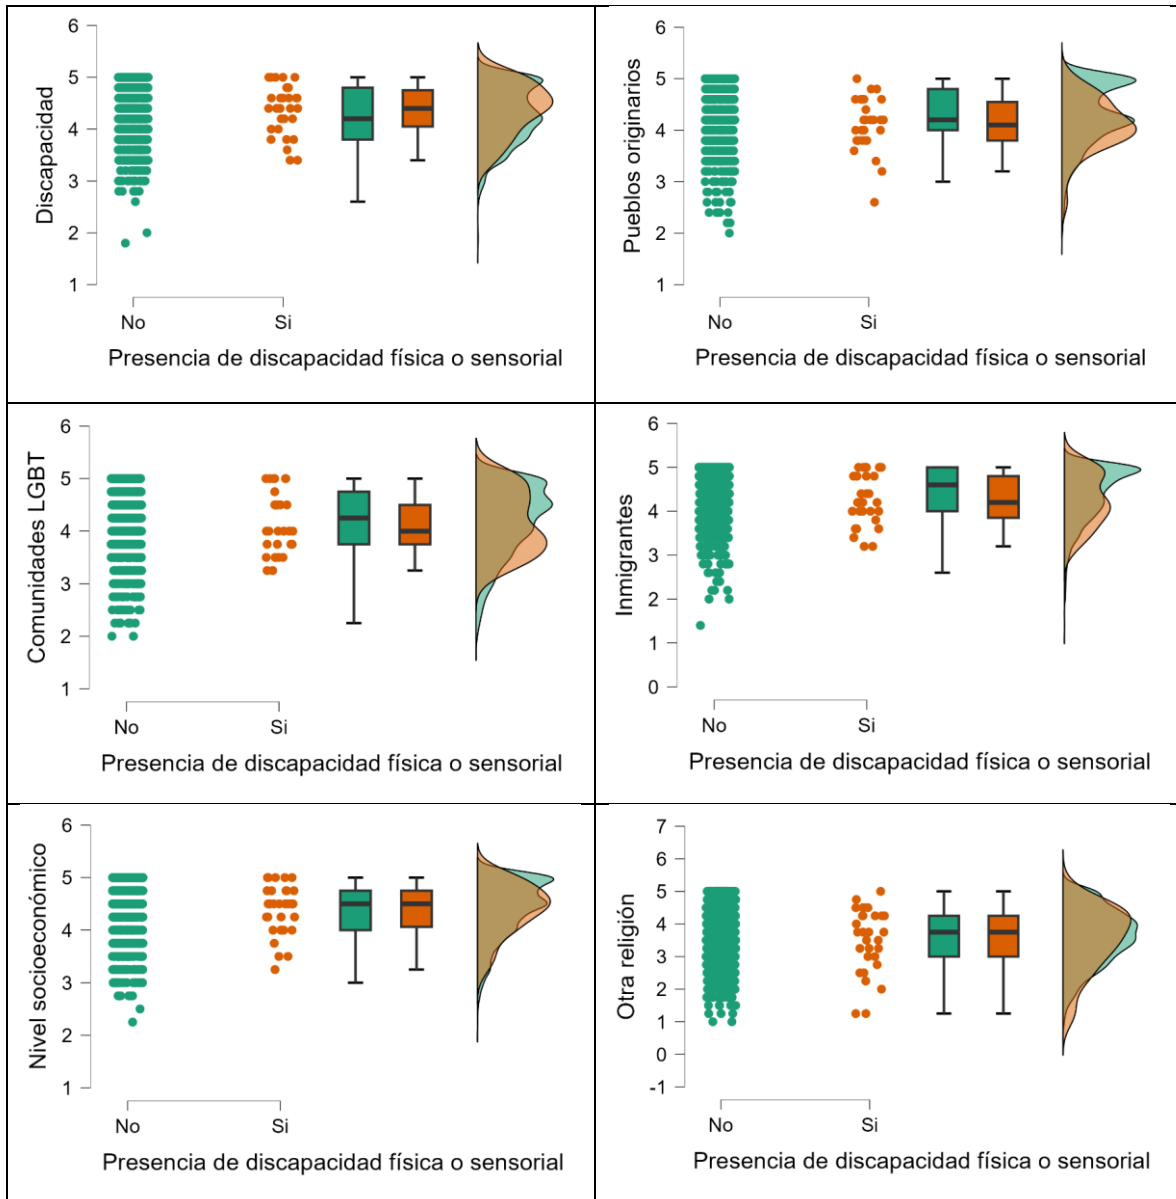 6
5
4
3
2
1
Discapacidad
No Si
Presencia de discapacidad física o sensorial
6
5
4
3
2
1
Pueblos originarios
No Si
Presencia de discapacidad física o sensorial
6
5
4
3
2
1
Comunidades LGBT
No Si
Presencia de discapacidad física o sensorial
6
5
4
3
2
1
0
Inmigrantes
No Si
Presencia de discapacidad física o sensorial
6
5
4
3
2
1
Nivel socioeconómico
No Si
Presencia de discapacidad física o sensorial
7
6
5
4
3
2
1
0
-1
Otra religión
No Si
Presencia de discapacidad física o sensorial